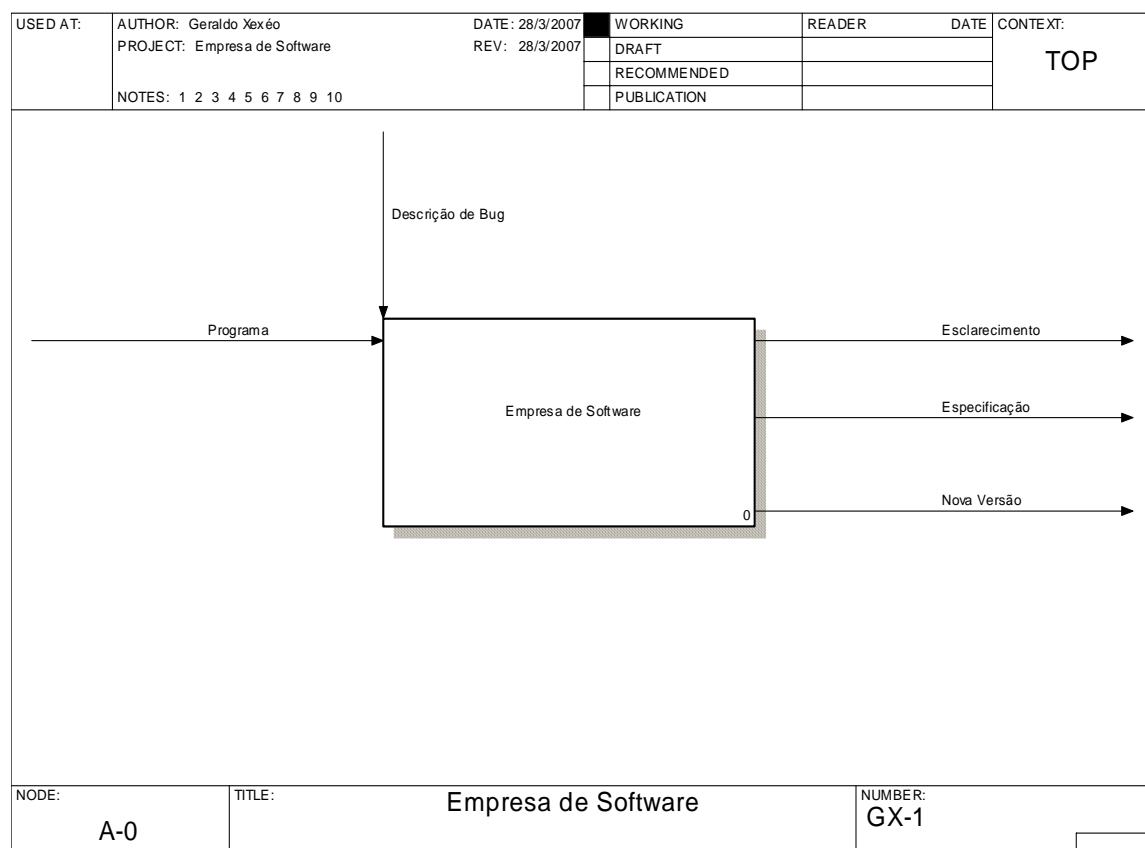 USED AT:
AUTHOR: Geraldo Xexéo
DATE: 28/3/2007
PROJECT: Empresa de Software
REV: 28/3/2007
NOTES: 1 2 3 4 5 6 7 8 9 10
WORKING
DRAFT
RECOMMENDED
PUBLICATION
READER
DATE
CONTEXT:
TOP
Descrição de Bug
Programa
Empresa de Software
0
Esclarecimento
Especificação
Nova Versão
NODE:
A-0
TITLE:
Empresa de Software
NUMBER:
GX-1